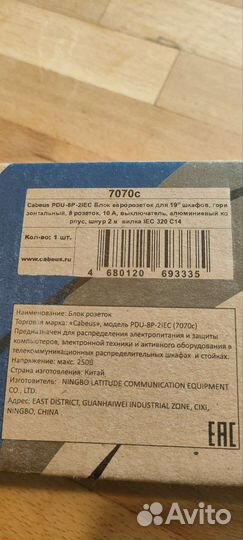 7070c
Cabeus PDU-8P-2IEC Блок евророзеток для 19" шкафов, гори
зонтальный, 8 розеток, 10 А, выключатель, алюминиевый ко
рпус, шнур 2 м вилка IEC 320 C14
Кол-во: 1 шт.
www.cabeus.ru
4 680120 693335
Наименование: Блок розеток
Торговая марка: «Cabeus», модель PDU-8P-2IEC (7070c)
Предназначен для распределения электропитания и защиты
компьютеров, электронной техники и активного оборудования в
телекоммуникационных распределительных шкафах и стойках.
Напряжение: макс. 250В
Страна изготовления: Китай
Изготовитель: NINGBO LATITUDE COMMUNICATION EQUIPMENT
CO., LTD.
Адрес: EAST DISTRICT, GUANHAIWEI INDUSTRIAL ZONE, CIXI,
NINGBO, CHINA
EAC
Avito